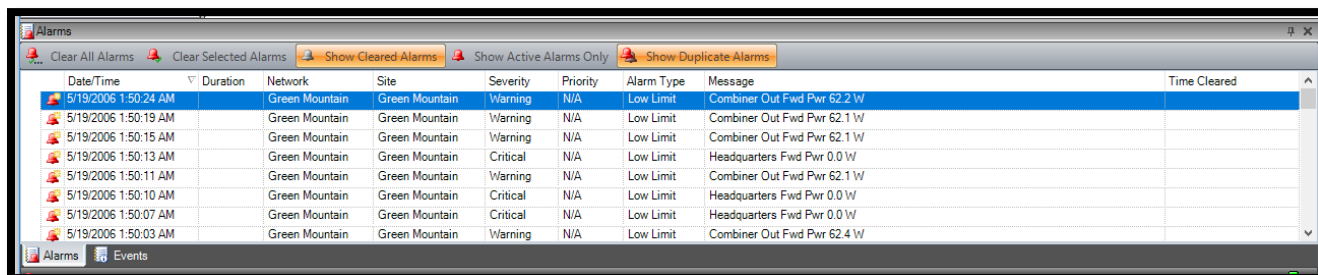 Alarms
Clear All Alarms Clear Selected Alarms Show Cleared Alarms Show Active Alarms Only Show Duplicate Alarms
Date/Time Duration Network Site Severity Priority Alarm Type Message Time Cleared
5/19/2006 1:50:24 AM Green Mountain Green Mountain Warning N/A Low Limit Combiner Out Fwd Pwr 62.2 W
5/19/2006 1:50:19 AM Green Mountain Green Mountain Warning N/A Low Limit Combiner Out Fwd Pwr 62.1 W
5/19/2006 1:50:15 AM Green Mountain Green Mountain Warning N/A Low Limit Combiner Out Fwd Pwr 62.1 W
5/19/2006 1:50:13 AM Green Mountain Green Mountain Critical N/A Low Limit Headquarters Fwd Pwr 0.0 W
5/19/2006 1:50:11 AM Green Mountain Green Mountain Warning N/A Low Limit Combiner Out Fwd Pwr 62.1 W
5/19/2006 1:50:10 AM Green Mountain Green Mountain Critical N/A Low Limit Headquarters Fwd Pwr 0.0 W
5/19/2006 1:50:07 AM Green Mountain Green Mountain Critical N/A Low Limit Headquarters Fwd Pwr 0.0 W
5/19/2006 1:50:03 AM Green Mountain Green Mountain Warning N/A Low Limit Combiner Out Fwd Pwr 62.4 W
Alarms Events